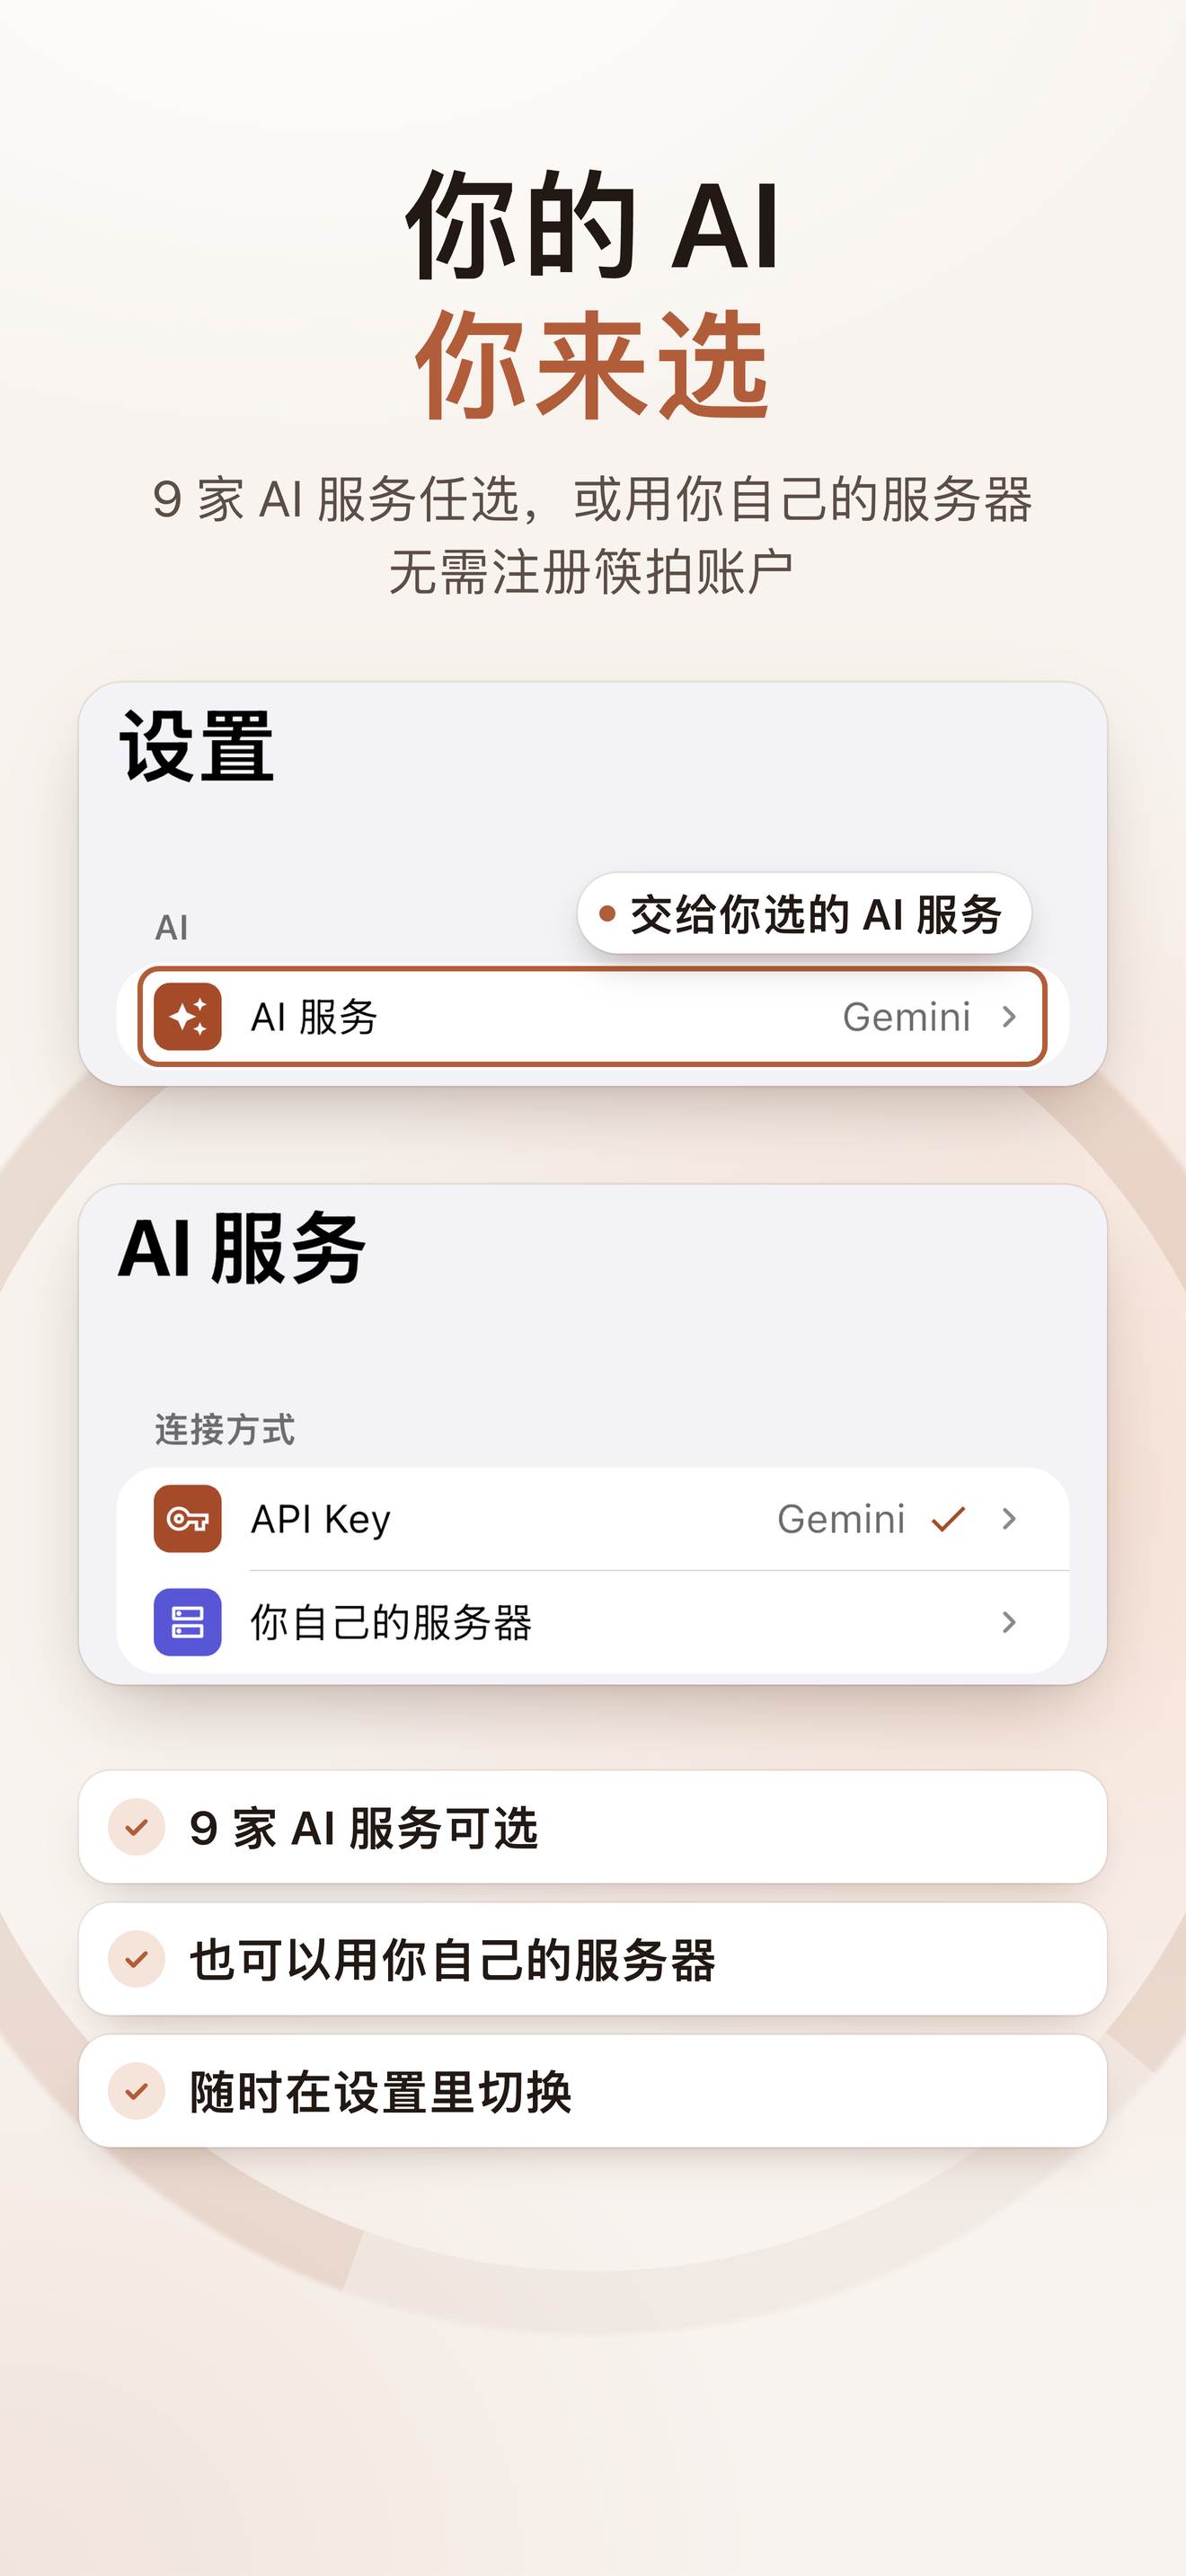 你的 AI
你来选
9 家 AI 服务任选，或用你自己的服务器
无需注册筷拍账户
设置
交给你选的 AI 服务
AI
AI 服务 Gemini
AI 服务
连接方式
API Key Gemini
你自己的服务器
9 家 AI 服务可选
也可以用你自己的服务器
随时在设置里切换